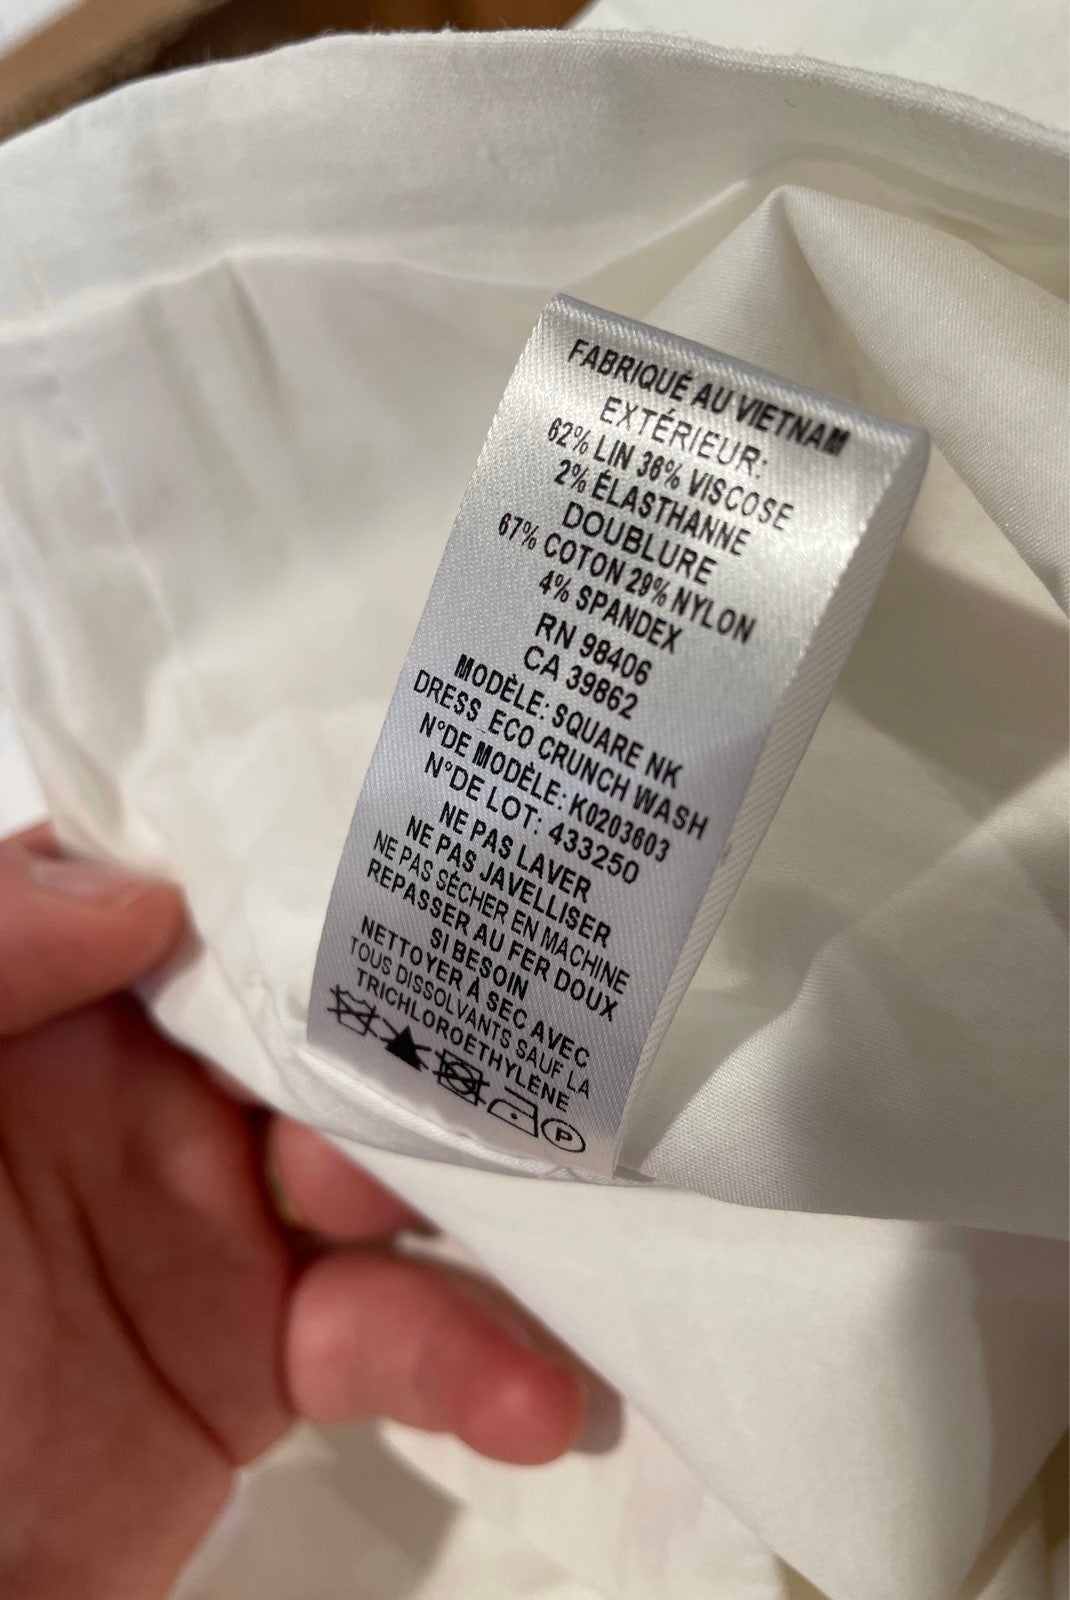 FABRIQUÉ AU VIETNAM
EXTÉRIEUR:
62% LIN 36% VISCOSE
2% ÉLASTHANNE
DOUBLURE
67% COTON 29% NYLON
4% SPANDEX
RN 98406
CA 39862
MODÈLE: SQUARE NK
DRESS_ECO CRUNCH WASH
N°DE MODÈLE: K0203603
N°DE LOT: 433250
NE PAS LAVER
NE PAS JAVELLISER
NE PAS SÉCHER EN MACHINE
REPASSER AU FER DOUX
SI BESOIN
NETTOYER À SEC AVEC
TOUS DISSOLVANTS SAUF LA
TRICHLOROÉTHYLÈNE
P